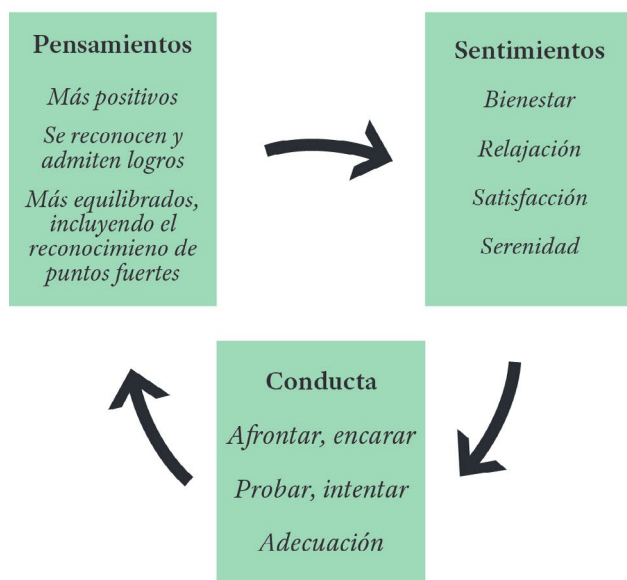 Pensamientos
Más positivos
Se reconocen y
admiten logros
Más equilibrados,
incluyendo el
reconocimieno de
puntos fuertes
Sentimientos
Bienestar
Relajación
Satisfacción
Serenidad
Conducta
Afrontar, encarar
Probar, intentar
Adecuación